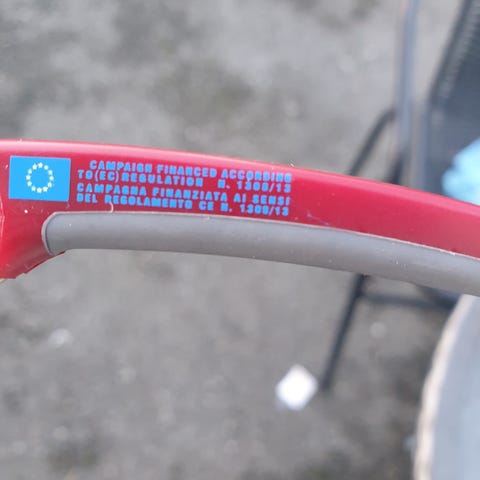 CAMPAIGN FINANCED ACCORDING
TO(EC)REGULATION N. 1308/13
CAMPAGNA FINANZIATA AI SENSI
DEL REGOLAMENTO CE N. 1308/13